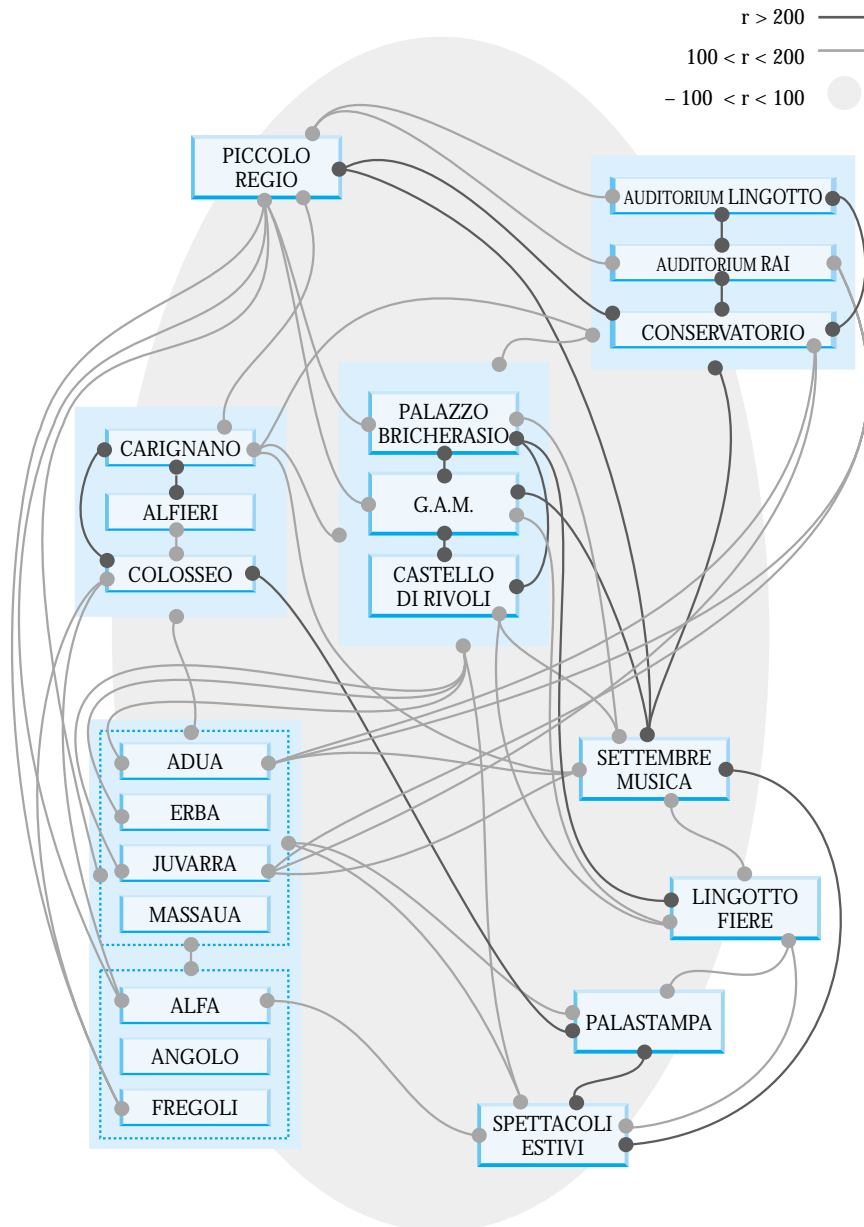 r > 200
100 < r < 200
– 100 < r < 100
PICCOLO
REGIO
AUDITORIUM LINGOTTO
AUDITORIUM RAI
CONSERVATORIO
PALAZZO
BRICHERASIO
G.A.M.
CASTELLO
DI RIVOLI
CARIGNANO
ALFIERI
COLOSSEO
ADUA
ERBA
JUVARRA
MASSAUA
ALFA
ANGOLO
FREGOLI
SETTEMBRE
MUSICA
LINGOTTO
FIERE
PALASTAMPA
SPETTACOLI
ESTIVI